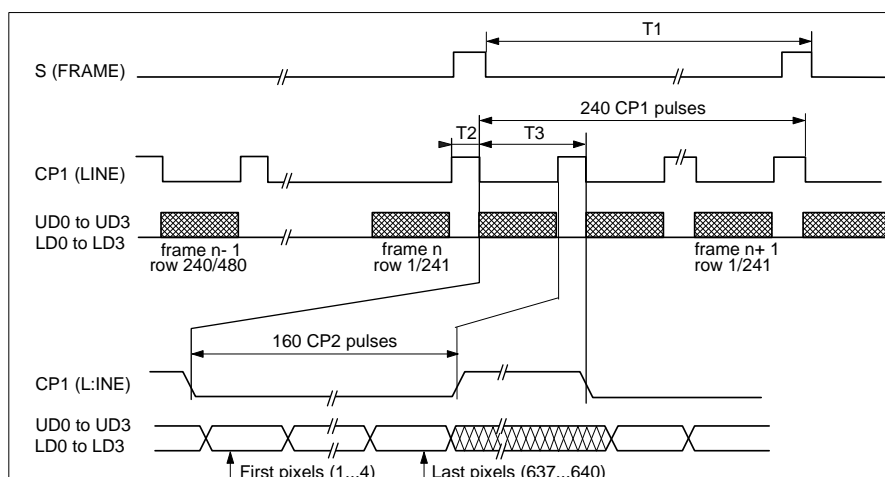 T1
S (FRAME)
240 CP1 pulses
T2
T3
CP1 (LINE)
UD0 to UD3
LD0 to LD3
frame n- 1
row 240/480
frame n
row 1/241
frame n+ 1
row 1/241
160 CP2 pulses
CP1 (L:INE)
UD0 to UD3
LD0 to LD3
First pixels (1...4)
Last pixels (637...640)